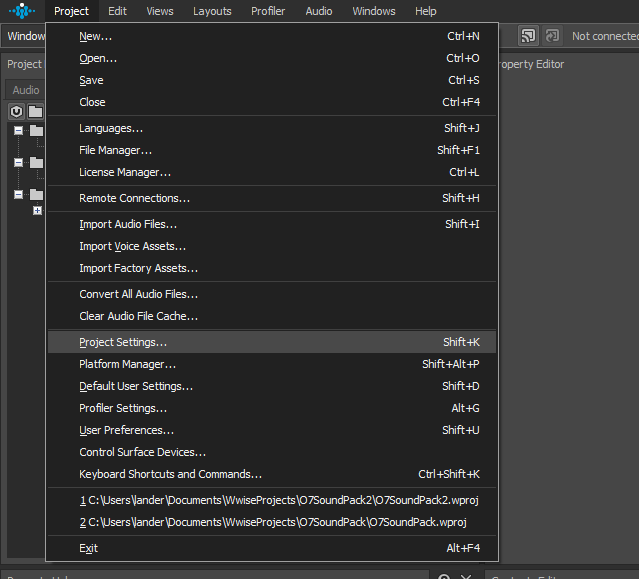 Project Edit Views Layouts Profiler Audio Windows Help
Window
Not connected
Project
Property Editor
Audio
New... Ctrl+N
Open... Ctrl+O
Save Ctrl+S
Close Ctrl+F4
Languages... Shift+J
File Manager... Shift+F1
License Manager... Ctrl+L
Remote Connections... Shift+H
Import Audio Files... Shift+I
Import Voice Assets...
Import Factory Assets...
Convert All Audio Files...
Clear Audio File Cache...
Project Settings... Shift+K
Platform Manager... Shift+Alt+P
Default User Settings... Shift+D
Profiler Settings... Alt+G
User Preferences... Shift+U
Control Surface Devices...
Keyboard Shortcuts and Commands... Ctrl+Shift+K
1 C:\Users\lander\Documents\WwiseProjects\O7SoundPack2\O7SoundPack2.wproj
2 C:\Users\lander\Documents\WwiseProjects\O7SoundPack\O7SoundPack.wproj
Exit Alt+F4